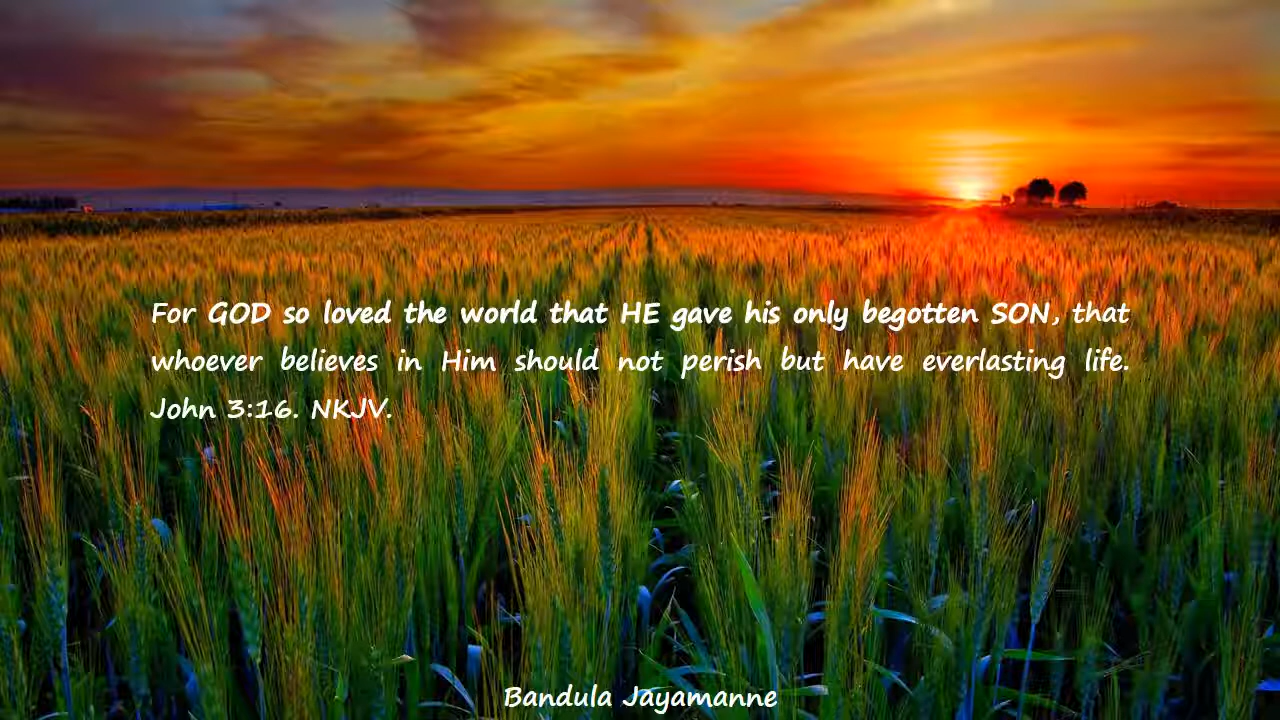 For GOD so loved the world that HE gave his only begotten SON, that
whoever believes in Him should not perish but have everlasting life.
John 3:16. NKJV.
Bandula Jayamanne